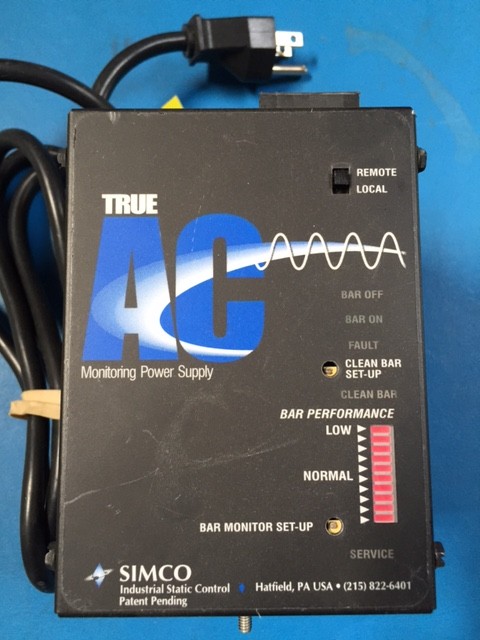 REMOTE
LOCAL
TRUE
AC
Monitoring Power Supply
BAR OFF
BAR ON
FAULT
CLEAN BAR
SET-UP
CLEAN BAR
BAR PERFORMANCE
LOW
NORMAL
BAR MONITOR SET-UP
SERVICE
SIMCO
Industrial Static Control ♦ Hatfield, PA USA • (215) 822-6401
Patent Pending